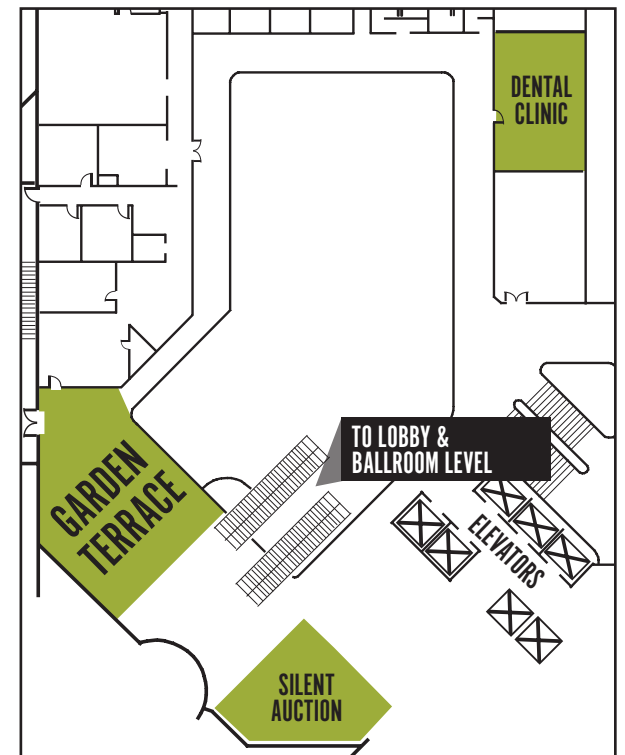 DENTAL
CLINIC
TO LOBBY &
BALLROOM LEVEL
GARDEN
TERRACE
ELEVATORS
SILENT
AUCTION